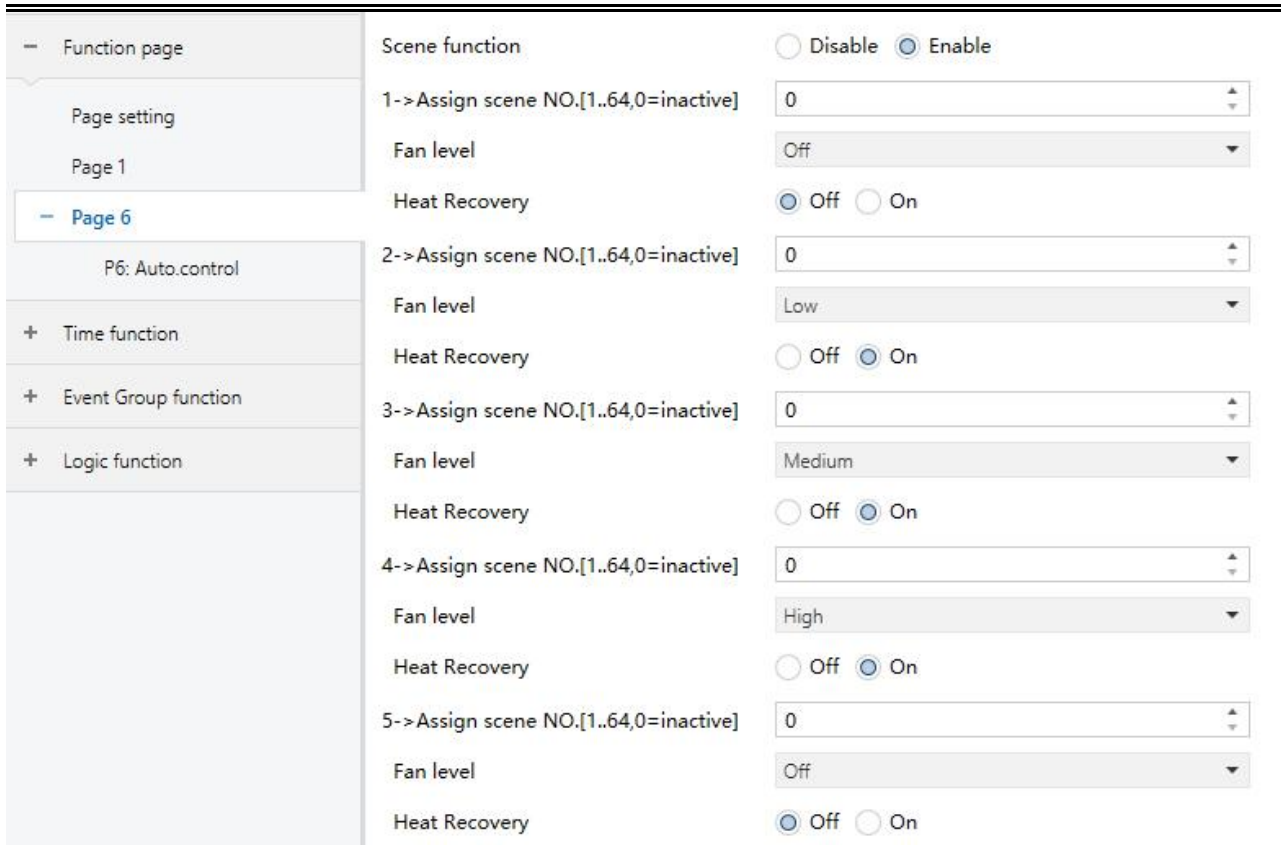 Function page
Page setting
Page 1
Page 6
P6: Auto.control
Time function
Event Group function
Logic function
Scene function Disable Enable
1->Assign scene NO.[1..64,0=inactive] 0
Fan level Off
Heat Recovery Off On
2->Assign scene NO.[1..64,0=inactive] 0
Fan level Low
Heat Recovery Off On
3->Assign scene NO.[1..64,0=inactive] 0
Fan level Medium
Heat Recovery Off On
4->Assign scene NO.[1..64,0=inactive] 0
Fan level High
Heat Recovery Off On
5->Assign scene NO.[1..64,0=inactive] 0
Fan level Off
Heat Recovery Off On